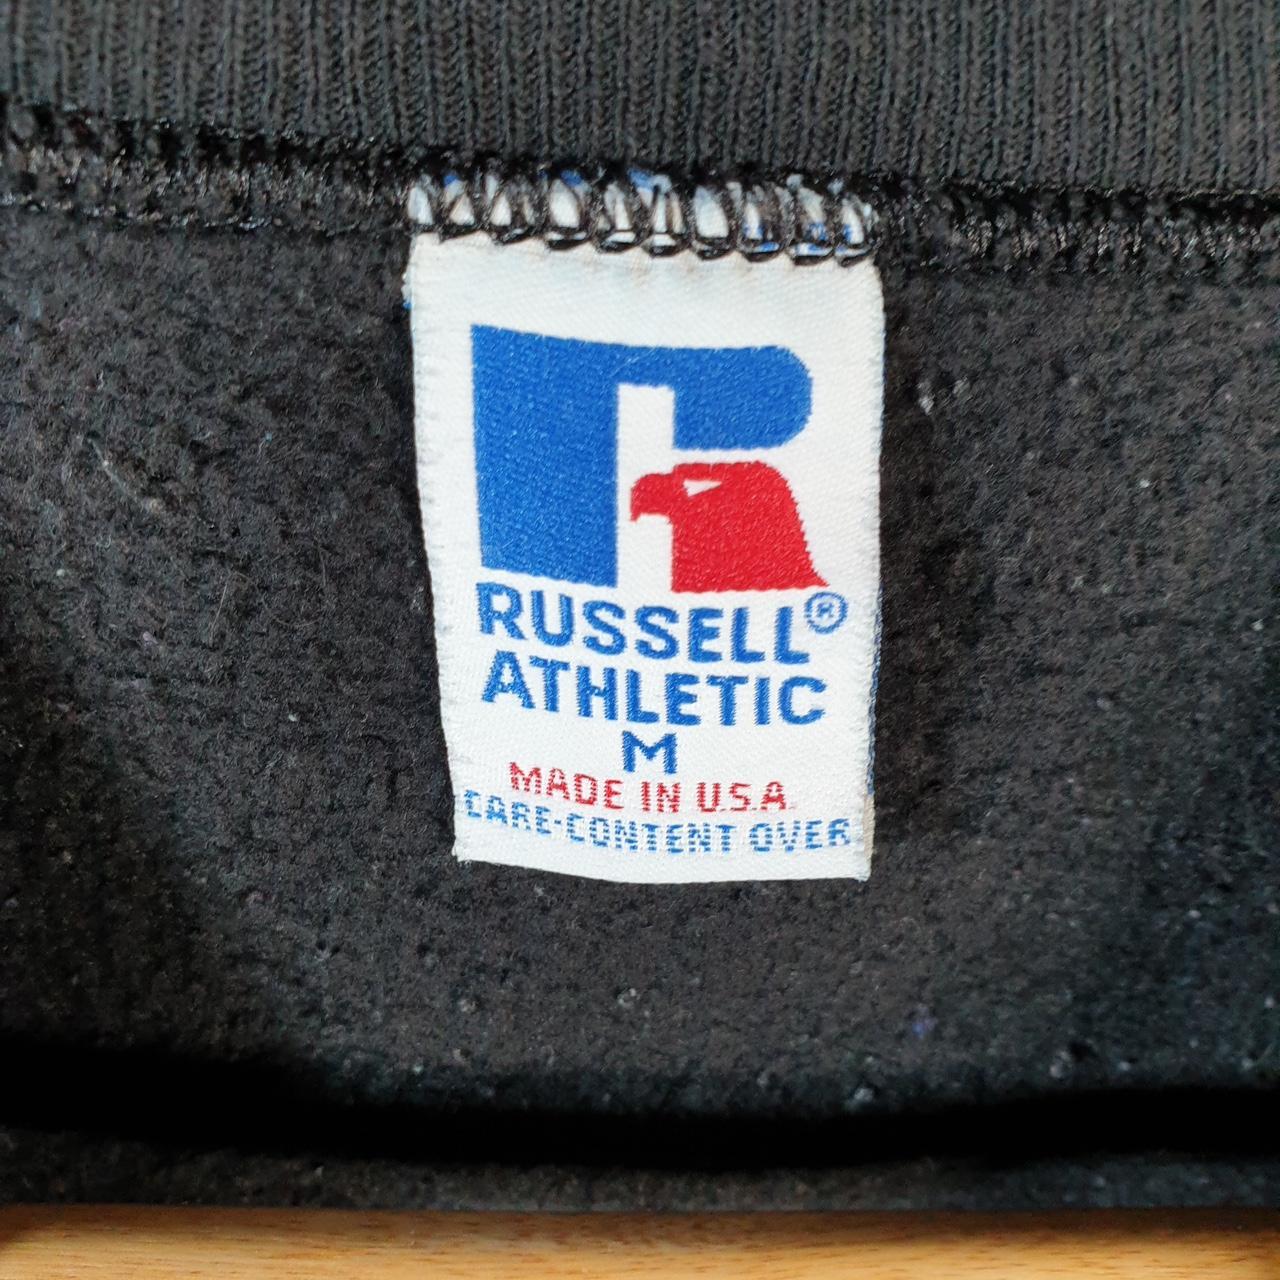 R
RUSSELL®
ATHLETIC
M
MADE IN U.S.A.
CARE-CONTENT OVER